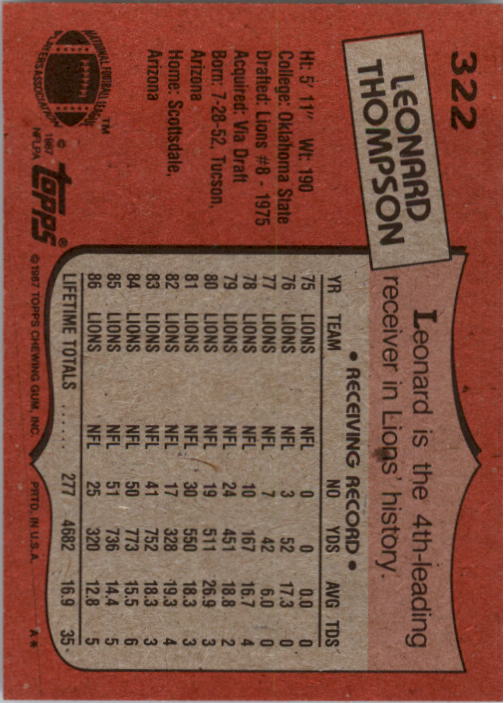 322
LEONARD
THOMPSON
Ht: 5' 11" Wt: 190
College: Oklahoma State
Drafted: Lions #8 - 1975
Acquired: Via Draft
Born: 7-28-52, Tucson,
Arizona
Home: Scottsdale,
Arizona
NATIONAL FOOTBALL LEAGUE
PLAYERS ASSOCIATION
TM
© 1987
NFLPA
topps®
Leonard is the 4th-leading
receiver in Lions' history.
• RECEIVING RECORD •
YR TEAM NO YDS AVG TDS
75 LIONS NFL 0 0 0.0 0
76 LIONS NFL 3 52 17.3 0
77 LIONS NFL 7 42 6.0 0
78 LIONS NFL 10 167 16.7 4
79 LIONS NFL 24 451 18.8 2
80 LIONS NFL 19 511 26.9 3
81 LIONS NFL 30 550 18.3 3
82 LIONS NFL 17 328 19.3 4
83 LIONS NFL 41 752 18.3 3
84 LIONS NFL 50 773 15.5 6
85 LIONS NFL 51 736 14.4 5
86 LIONS NFL 25 320 12.8 5
LIFETIME TOTALS ...... 277 4682 16.9 35
© 1987 TOPPS CHEWING GUM, INC. PRTD. IN U.S.A. A*